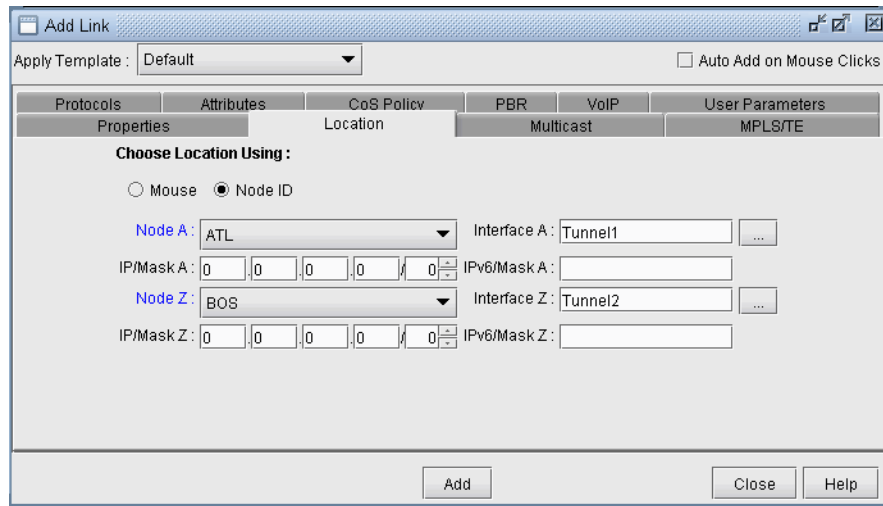 Add Link
Apply Template : Default Auto Add on Mouse Clicks
Protocols Attributes CoS Policy PBR VoIP User Parameters
Properties Location Multicast MPLS/TE
Choose Location Using :
Mouse Node ID
Node A : ATL Interface A : Tunnel1 ...
IP/Mask A : 0 . 0 . 0 . 0 / 0 IPv6/Mask A :
Node Z : BOS Interface Z : Tunnel2 ...
IP/Mask Z : 0 . 0 . 0 . 0 / 0 IPv6/Mask Z :
Add Close Help